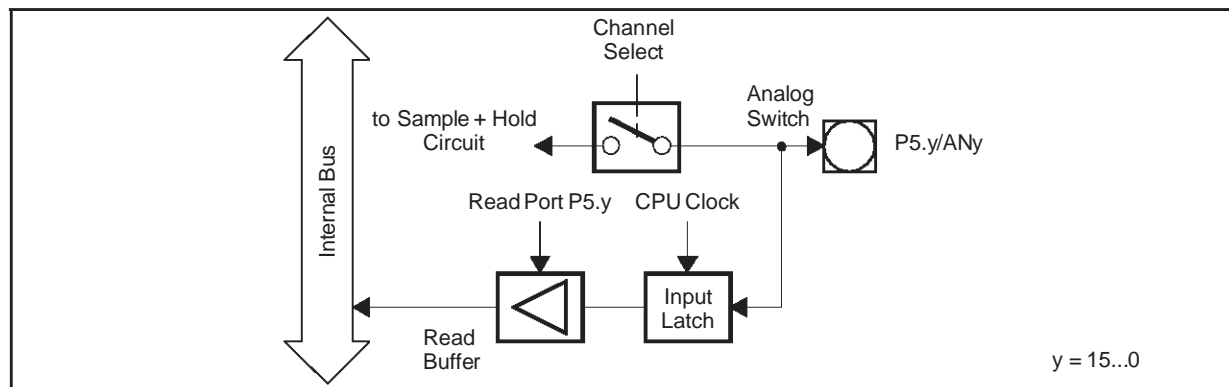 Channel
Select
to Sample + Hold
Circuit
Analog
Switch
P5.y/ANy
Internal Bus
Read Port P5.y
CPU Clock
Input
Latch
Read
Buffer
y = 15...0